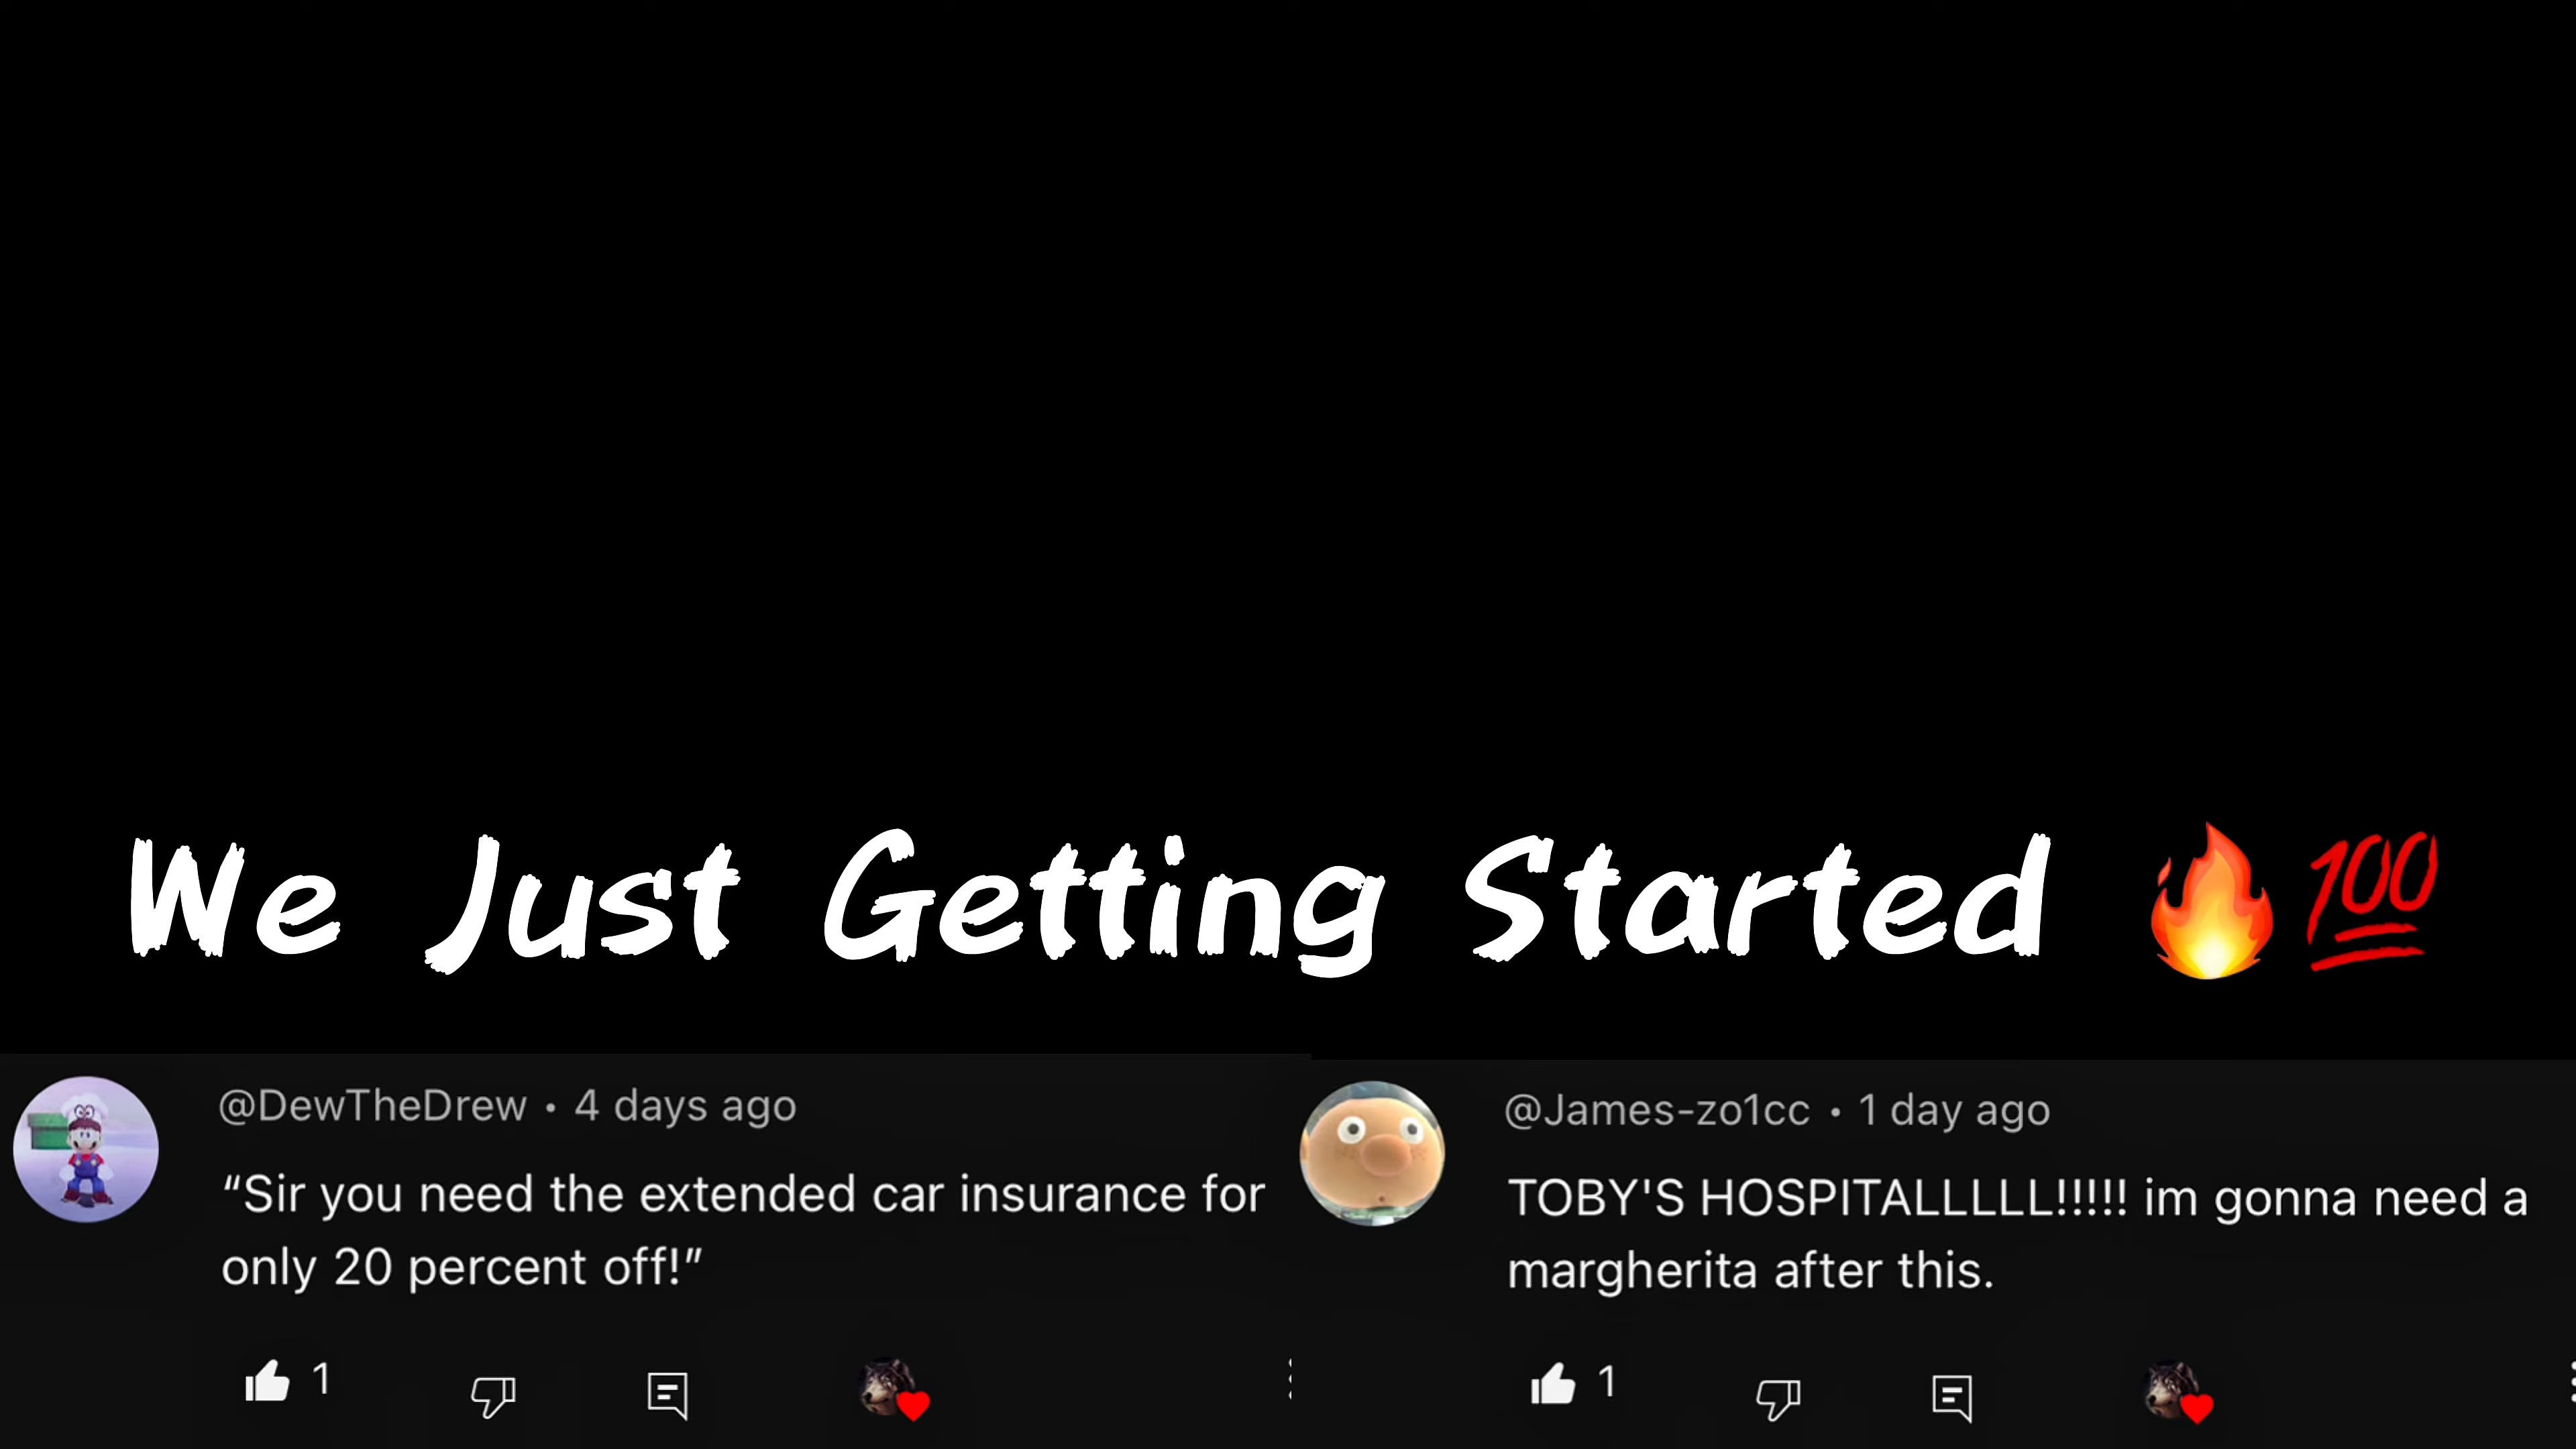 We Just Getting Started 🔥💯
@DewTheDrew • 4 days ago
“Sir you need the extended car insurance for
only 20 percent off!”
1
@James-zo1cc • 1 day ago
TOBY'S HOSPITALLLLL!!!!! im gonna need a
margherita after this.
1